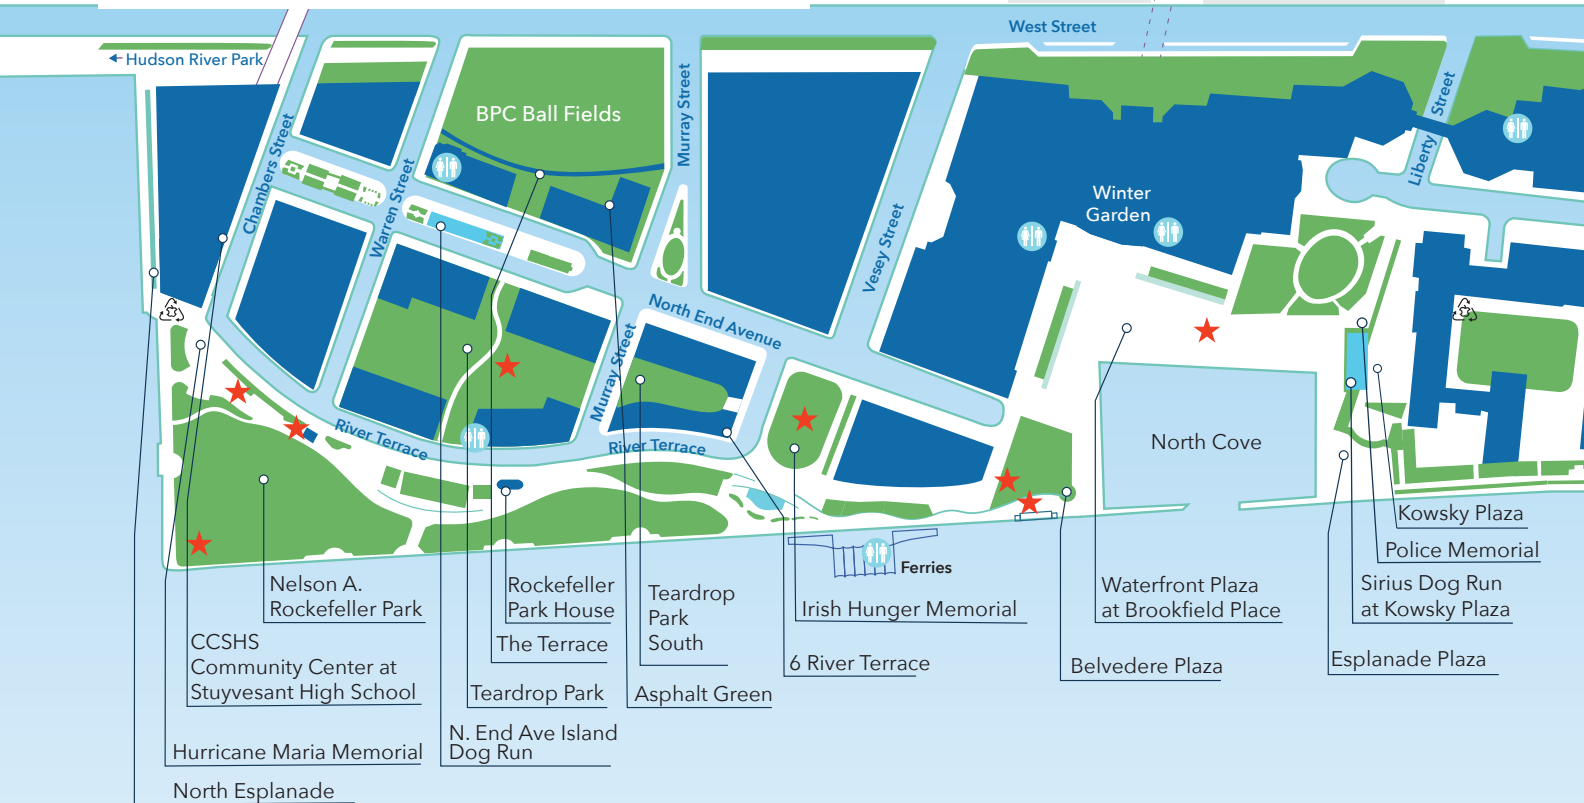 West Street
Hudson River Park
BPC Ball Fields
Murray Street
Chambers Street
Warren Street
Vesey Street
Liberty Street
Winter
Garden
North End Avenue
Murray Street
River Terrace
River Terrace
North Cove
Ferries
Kowsky Plaza
Police Memorial
Sirius Dog Run
at Kowsky Plaza
Esplanade Plaza
Waterfront Plaza
at Brookfield Place
Belvedere Plaza
Irish Hunger Memorial
6 River Terrace
Teardrop
Park
South
Asphalt Green
Rockefeller
Park House
The Terrace
Teardrop Park
N. End Ave Island
Dog Run
Nelson A.
Rockefeller Park
CCSHS
Community Center at
Stuyvesant High School
Hurricane Maria Memorial
North Esplanade